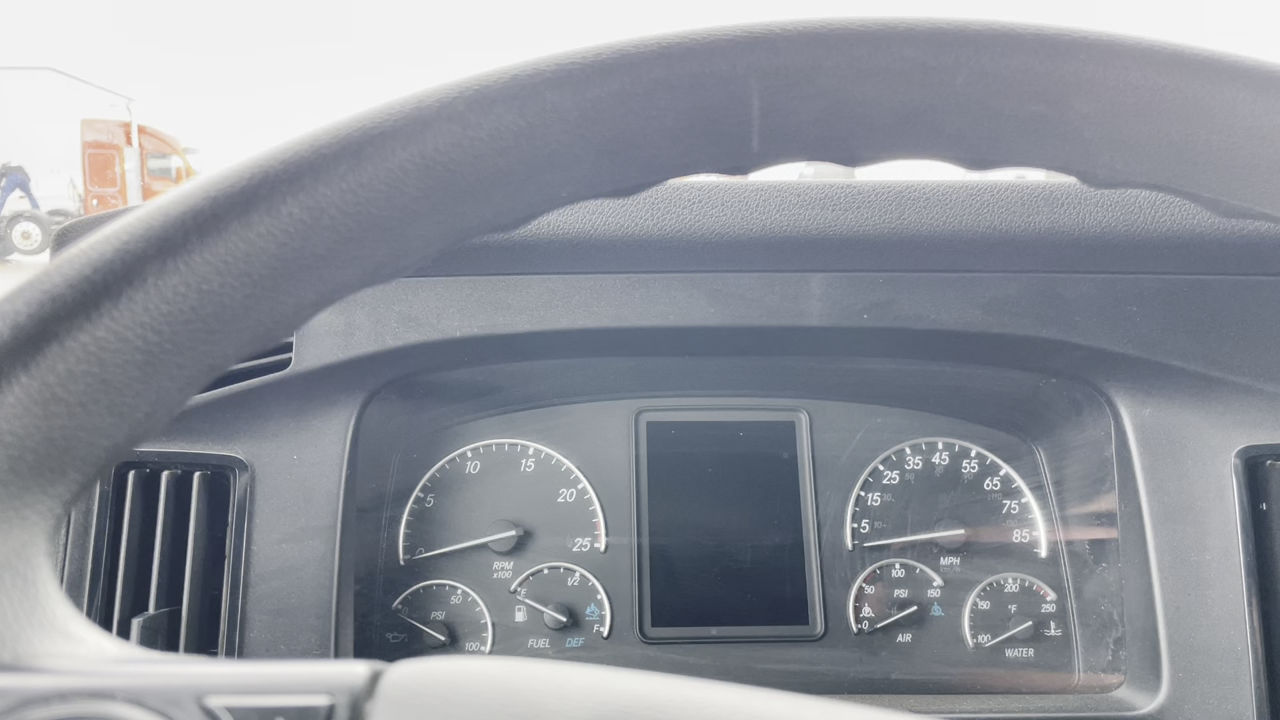 5 10 15 20 25
RPM
x100
PSI
50
100
E 1/2 F
FUEL DEF
5 15 25 35 45 55 65 75 85
MPH
0 50 100 150
PSI
AIR
100 150 200 250
°F
WATER